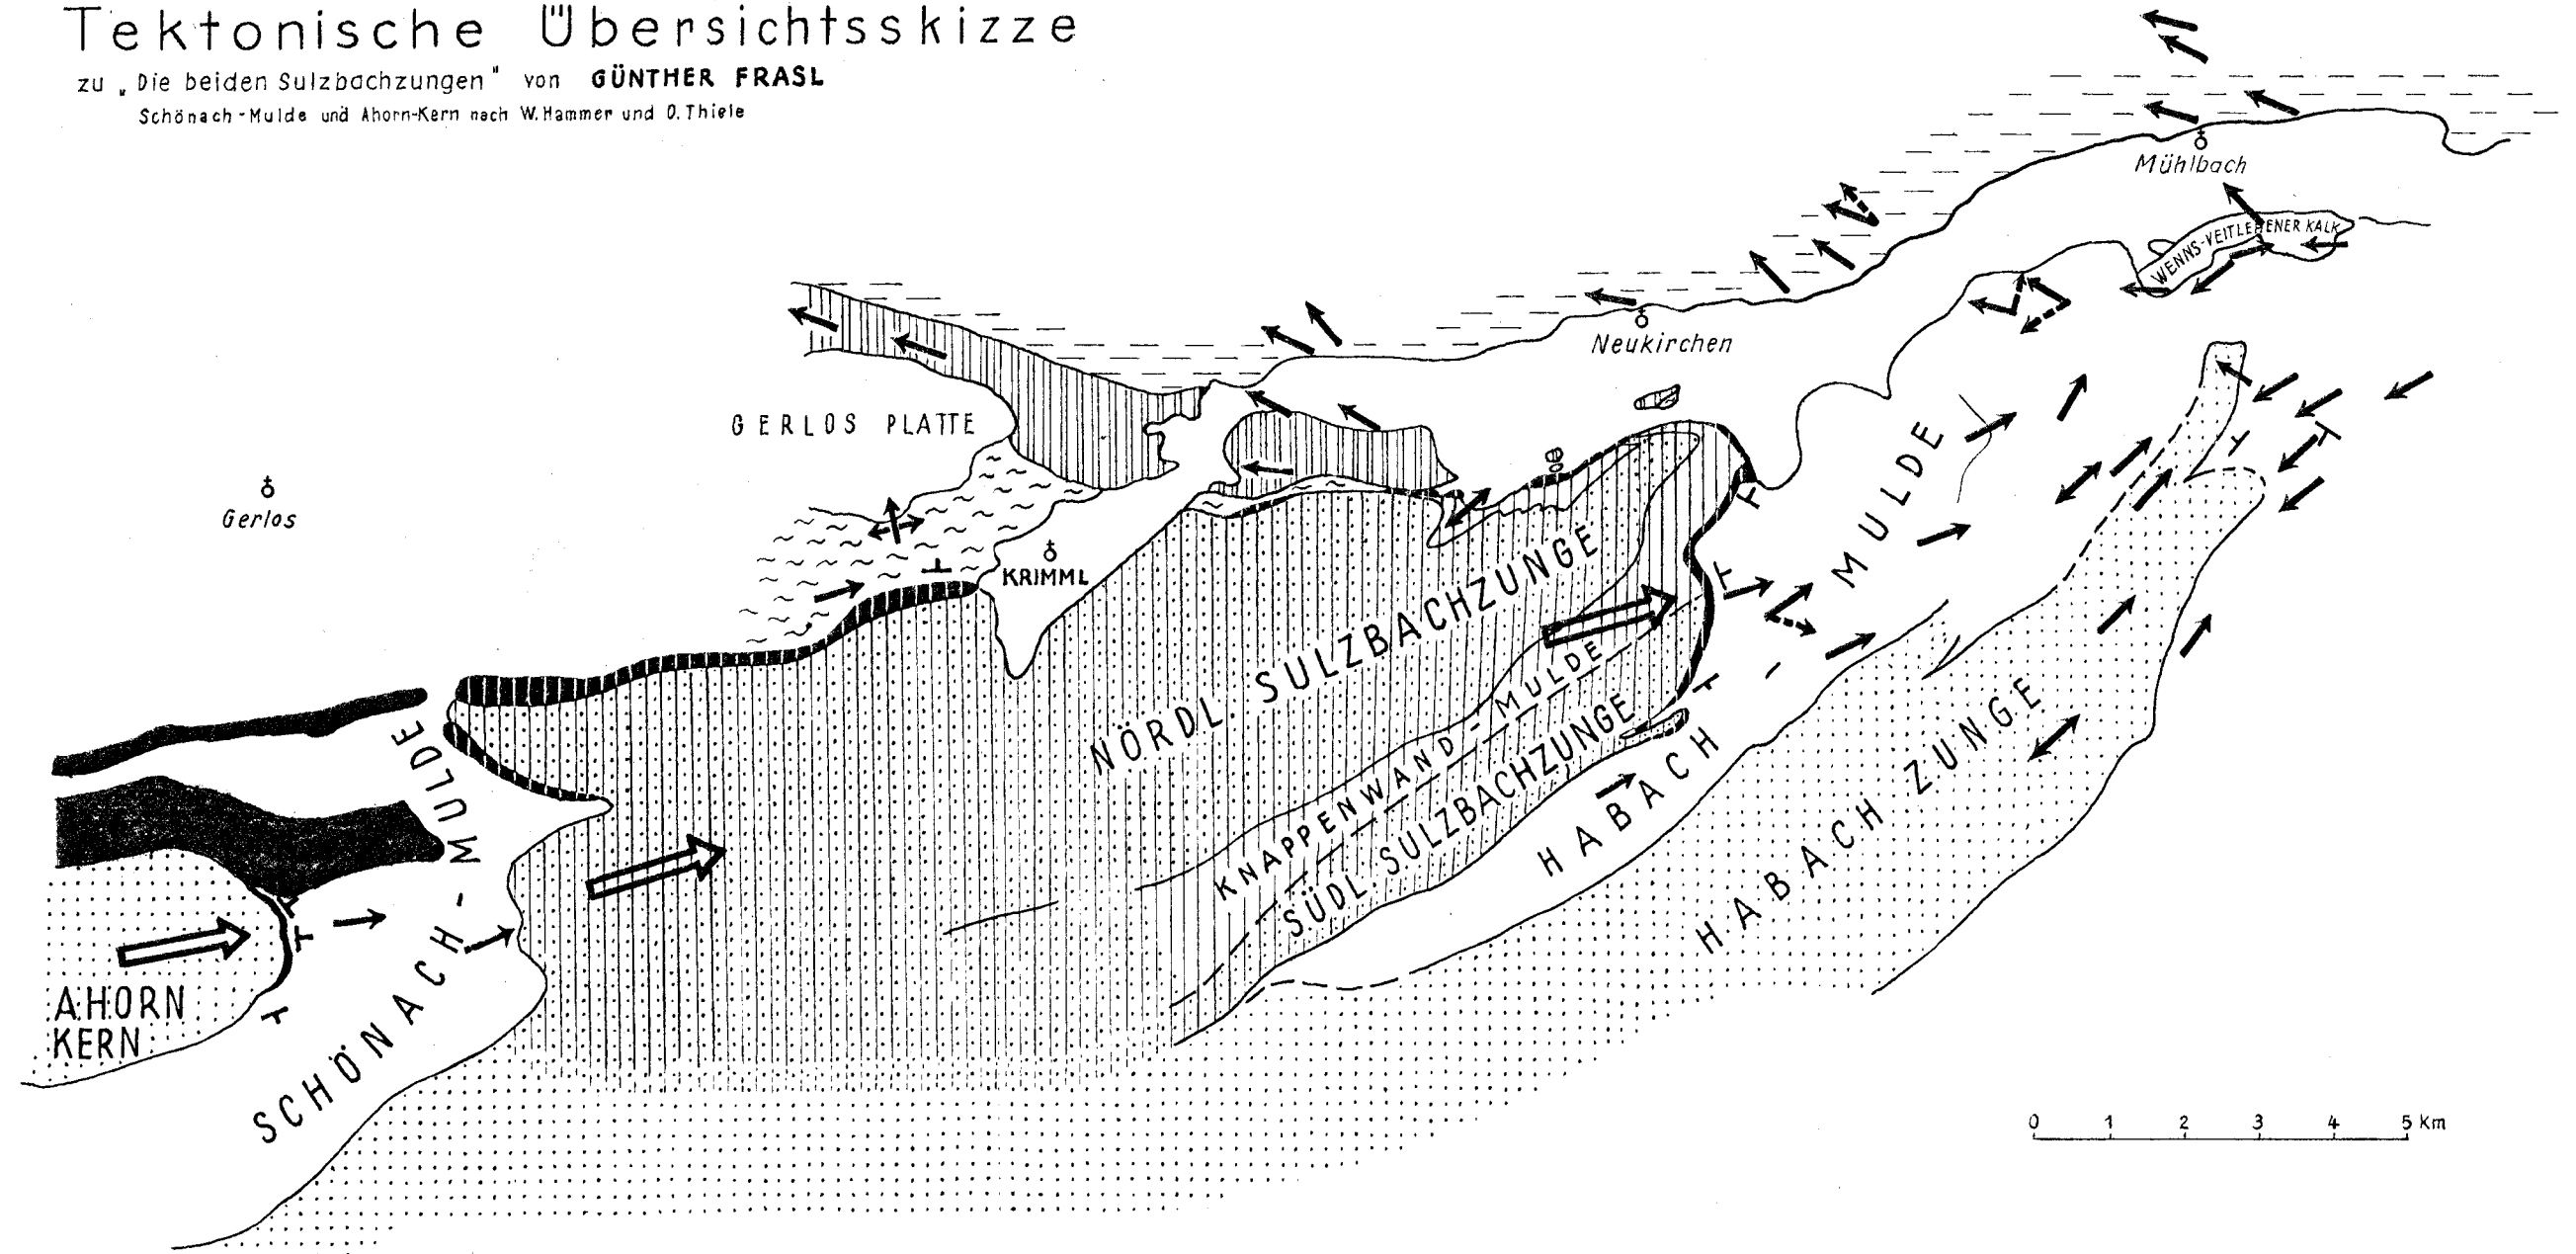 Tektonische Übersichtsskizze
zu „Die beiden Sulzbachzungen" von GÜNTHER FRASL
Schönach-Mulde und Ahorn-Kern nach W. Hammer und O. Thiele
Mühlbach
WENNS-VEITLEHENER KALK
Neukirchen
GERLOS PLATTE
Gerlos
KRIMML
MULDE
NÖRDL. SULZBACHZUNGE
KNAPPENWAND-MULDE
SÜDL. SULZBACHZUNGE
HABACH
HABACH ZUNGE
SCHÖNACH-MULDE
AHORN
KERN
0 1 2 3 4 5 Km